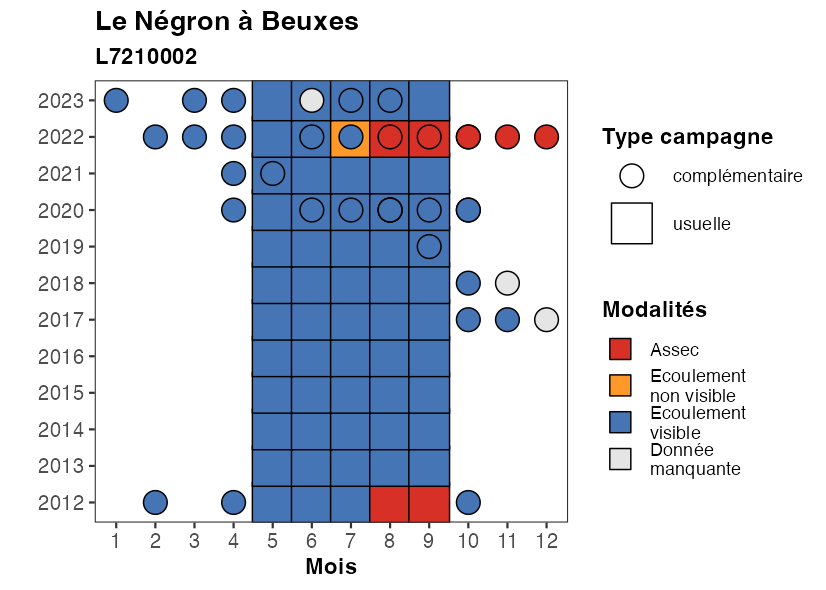 Le Négron à Beuxes
L7210002
2023
2022
2021
2020
2019
2018
2017
2016
2015
2014
2013
2012
1 2 3 4 5 6 7 8 9 10 11 12
Mois
Type campagne
complémentaire
usuelle
Modalités
Assec
Ecoulement
non visible
Ecoulement
visible
Donnée
manquante